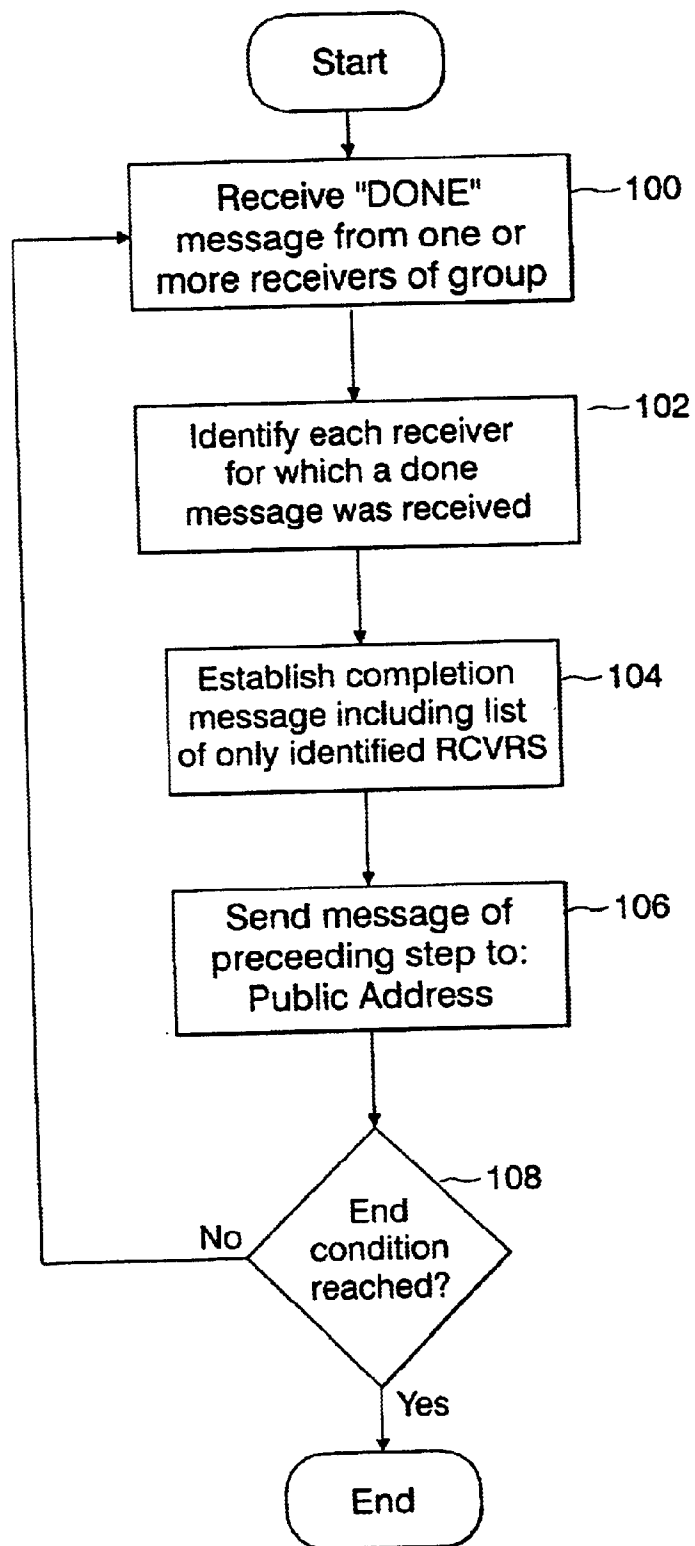 Start
Receive "DONE"
message from one or
more receivers of group
100
Identify each receiver
for which a done
message was received
102
Establish completion
message including list
of only identified RCVRS
104
Send message of
preceeding step to:
Public Address
106
End
condition
reached?
108
No
Yes
End